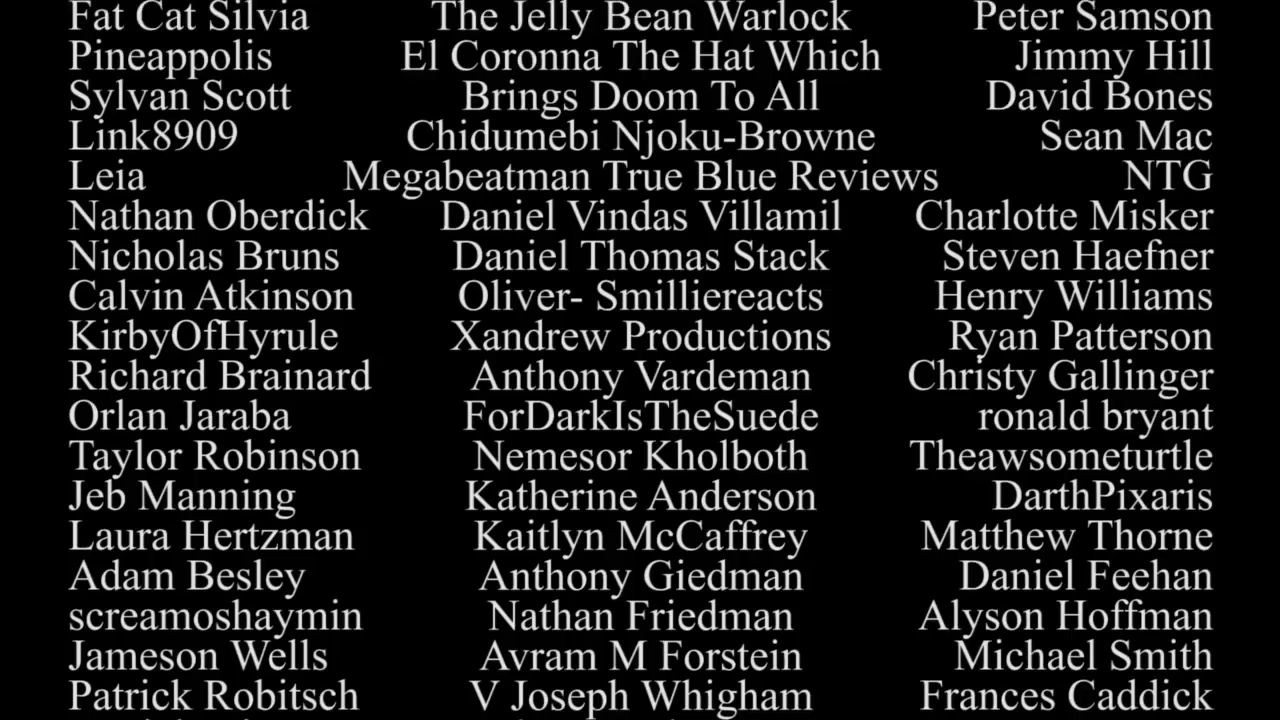 Fat Cat Silvia The Jelly Bean Warlock Peter Samson
Pineappolis El Coronna The Hat Which Jimmy Hill
Sylvan Scott Brings Doom To All David Bones
Link8909 Chidumebi Njoku-Browne Sean Mac
Leia Megabeatman True Blue Reviews NTG
Nathan Oberdick Daniel Vindas Villamil Charlotte Misker
Nicholas Bruns Daniel Thomas Stack Steven Haefner
Calvin Atkinson Oliver- Smilliereacts Henry Williams
KirbyOfHyrule Xandrew Productions Ryan Patterson
Richard Brainard Anthony Vardeman Christy Gallinger
Orlan Jaraba ForDarkIsTheSuede ronald bryant
Taylor Robinson Nemesor Kholboth Theawsometurtle
Jeb Manning Katherine Anderson DarthPixaris
Laura Hertzman Kaitlyn McCaffrey Matthew Thorne
Adam Besley Anthony Giedman Daniel Feehan
screamoshaymin Nathan Friedman Alyson Hoffman
Jameson Wells Avram M Forstein Michael Smith
Patrick Robitsch V Joseph Whigham Frances Caddick